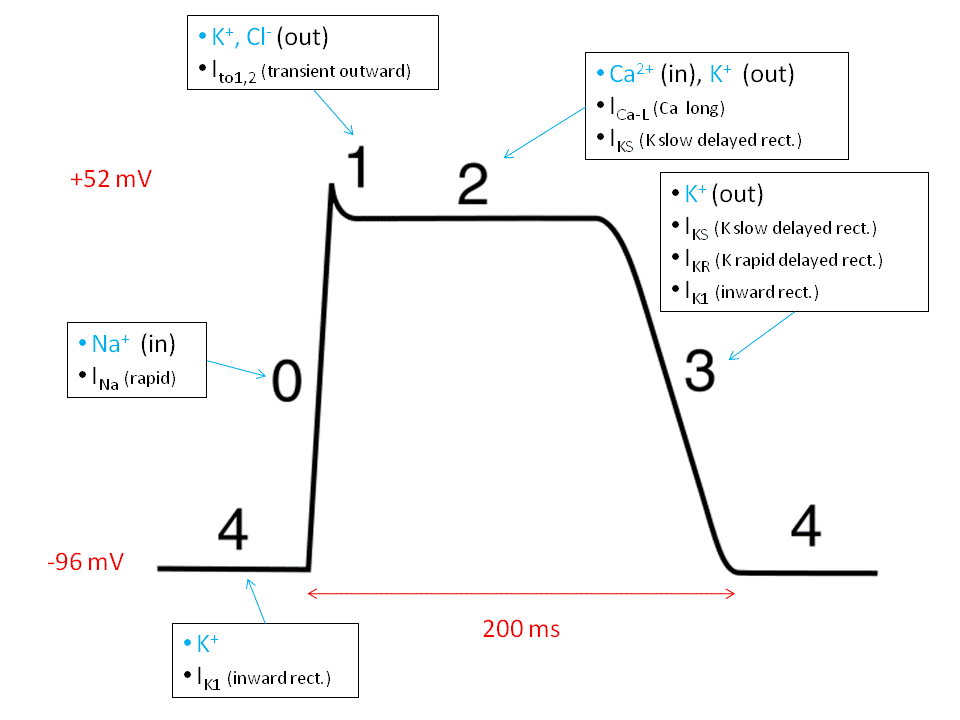 • K⁺, Cl⁻ (out)
• Ito1,2 (transient outward)
• Ca²⁺ (in), K⁺ (out)
• ICa-L (Ca long)
• IKS (K slow delayed rect.)
+52 mV
1
2
• K⁺ (out)
• IKS (K slow delayed rect.)
• IKR (K rapid delayed rect.)
• IK1 (inward rect.)
• Na⁺ (in)
• INa (rapid)
0
3
4
4
-96 mV
200 ms
• K⁺
• IK1 (inward rect.)